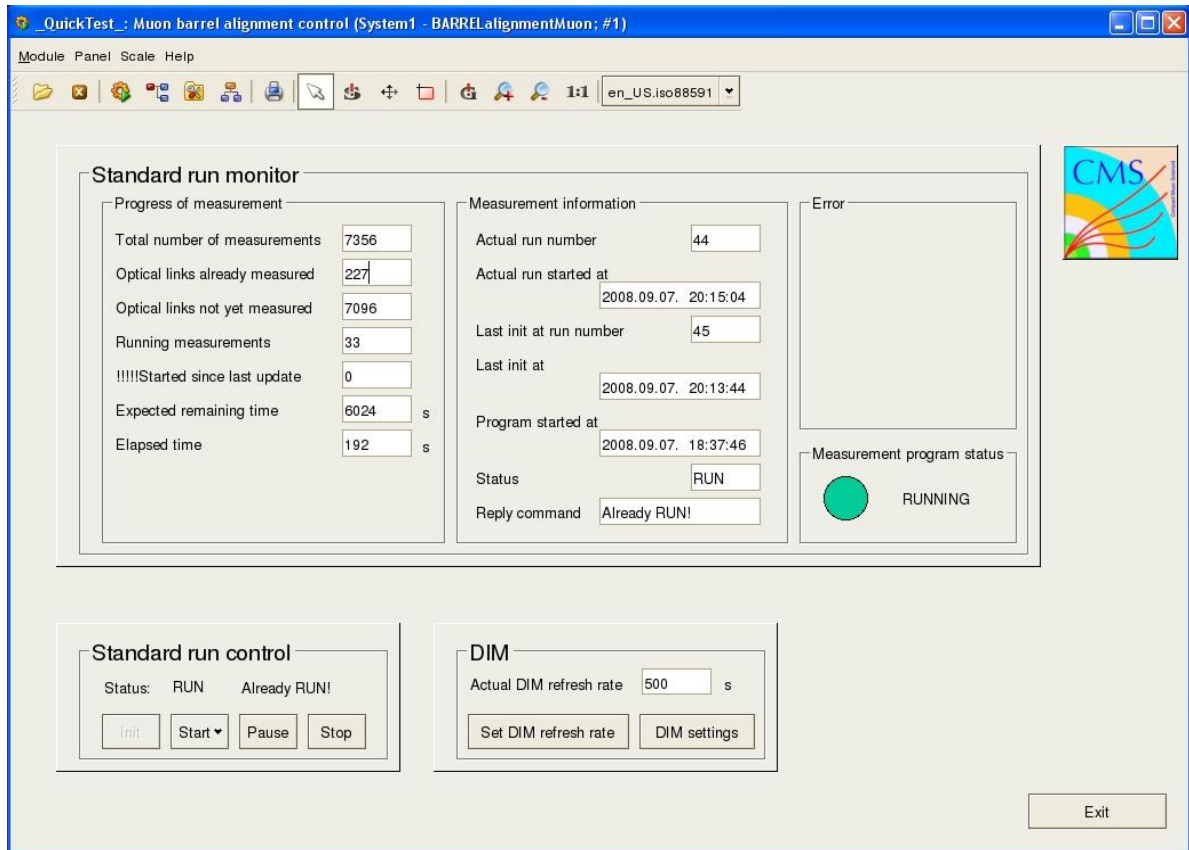 _QuickTest_: Muon barrel alignment control (System1 - BARRELalignmentMuon; #1)
Module Panel Scale Help
1:1 en_US.iso88591
Standard run monitor
Progress of measurement
Total number of measurements 7356
Optical links already measured 227
Optical links not yet measured 7096
Running measurements 33
!!!!!Started since last update 0
Expected remaining time 6024 s
Elapsed time 192 s
Measurement information
Actual run number 44
Actual run started at
2008.09.07. 20:15:04
Last init at run number 45
Last init at
2008.09.07. 20:13:44
Program started at
2008.09.07. 18:37:46
Status RUN
Reply command Already RUN!
Error
Measurement program status
RUNNING
CMS
Compact Muon Solenoid
Standard run control
Status: RUN Already RUN!
Init Start Pause Stop
DIM
Actual DIM refresh rate 500 s
Set DIM refresh rate DIM settings
Exit